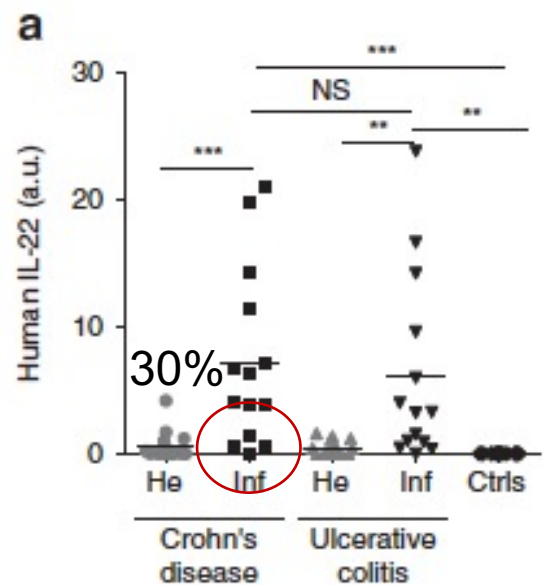 a
***
30
NS
**
**
***
20
Human IL-22 (a.u.)
10
30%
0
He Inf He Inf Ctrls
Crohn's Ulcerative
disease colitis